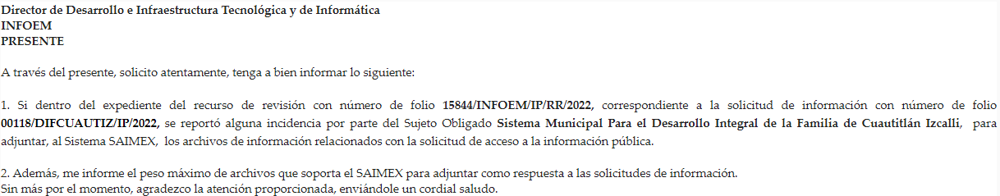 Director de Desarrollo e Infraestructura Tecnológica y de Informática
INFOEM
PRESENTE
A través del presente, solicito atentamente, tenga a bien informar lo siguiente:
1. Si dentro del expediente del recurso de revisión con número de folio 15844/INFOEM/IP/RR/2022, correspondiente a la solicitud de información con número de folio
00118/DIFCUAUTIZ/IP/2022, se reportó alguna incidencia por parte del Sujeto Obligado Sistema Municipal Para el Desarrollo Integral de la Familia de Cuautitlán Izcalli, para
adjuntar, al Sistema SAIMEX, los archivos de información relacionados con la solicitud de acceso a la información pública.
2. Además, me informe el peso máximo de archivos que soporta el SAIMEX para adjuntar como respuesta a las solicitudes de información.
Sin más por el momento, agradezco la atención proporcionada, enviándole un cordial saludo.